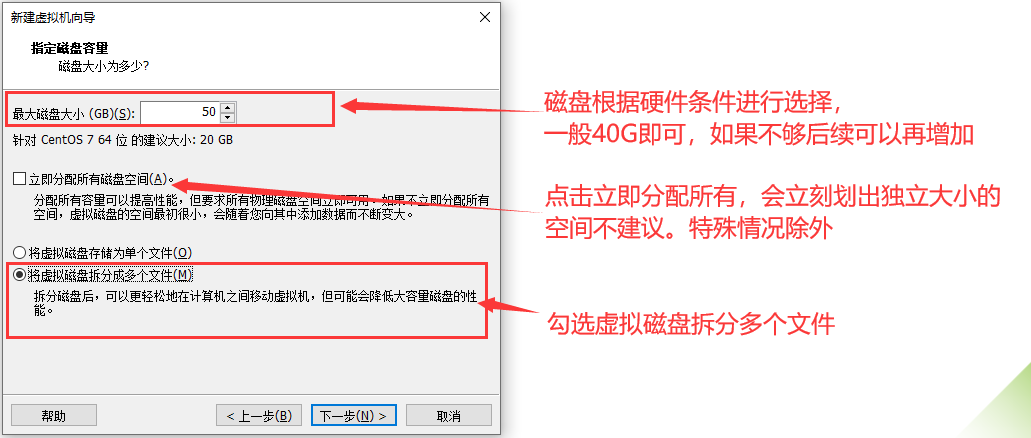 新建虚拟机向导
指定磁盘容量
磁盘大小为多少?
最大磁盘大小 (GB)(S): 50
针对 CentOS 7 64 位 的建议大小: 20 GB
立即分配所有磁盘空间(A)。
分配所有容量可以提高性能，但要求所有物理磁盘空间立即可用。如果不立即分配所有
空间，虚拟磁盘的空间最初很小，会随着您向其中添加数据而不断变大。
将虚拟磁盘存储为单个文件(O)
将虚拟磁盘拆分成多个文件(M)
拆分磁盘后，可以更轻松地在计算机之间移动虚拟机，但可能会降低大容量磁盘的性
能。
帮助
< 上一步(B)
下一步(N) >
取消
磁盘根据硬件条件进行选择，
一般40G即可，如果不够后续可以再增加
点击立即分配所有，会立刻划出独立大小的
空间不建议。特殊情况除外
勾选虚拟磁盘拆分多个文件